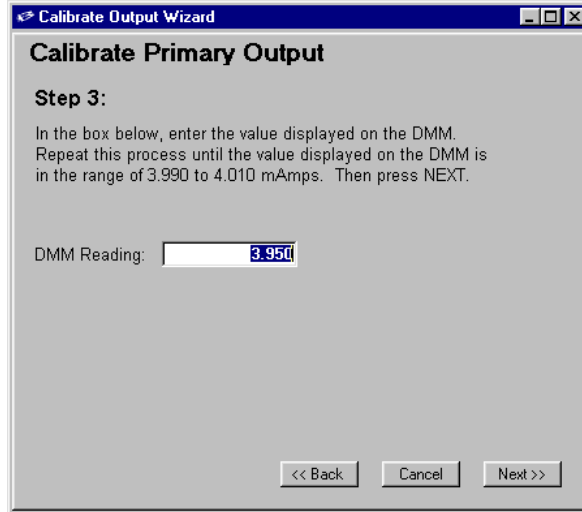 Calibrate Output Wizard
Calibrate Primary Output
Step 3:
In the box below, enter the value displayed on the DMM.
Repeat this process until the value displayed on the DMM is
in the range of 3.990 to 4.010 mAmps.  Then press NEXT.
DMM Reading: 3.950
<< Back Cancel Next >>